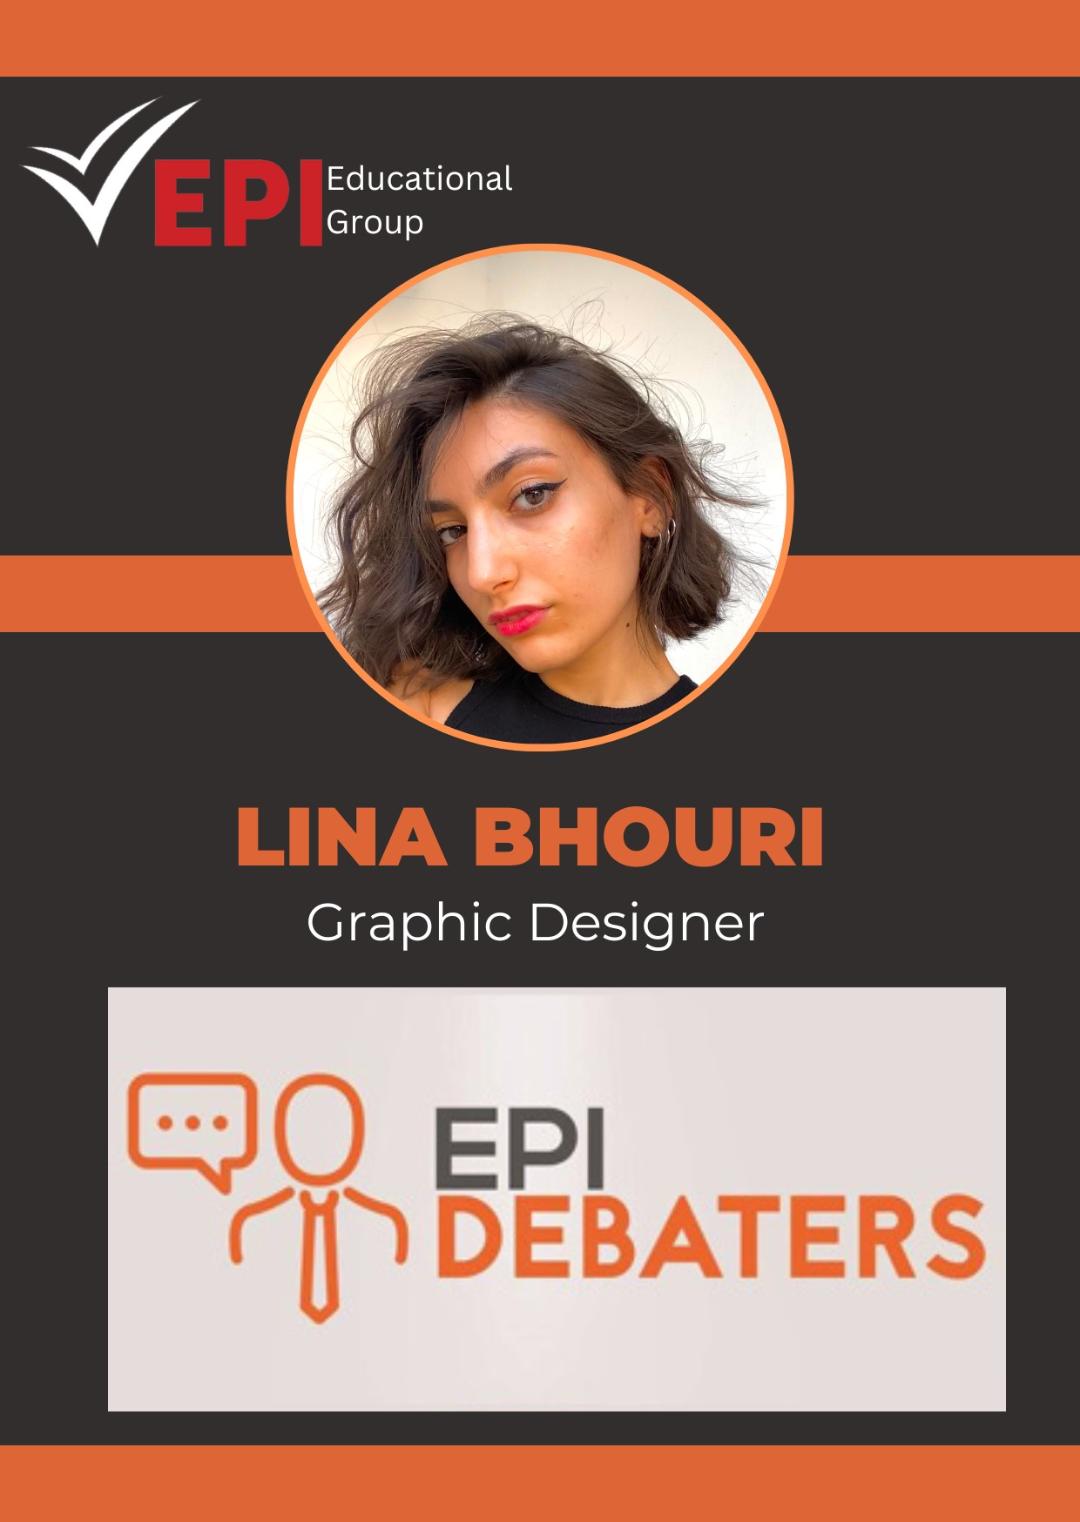 EPI
Educational
Group
LINA BHOURI
Graphic Designer
EPI
DEBATERS